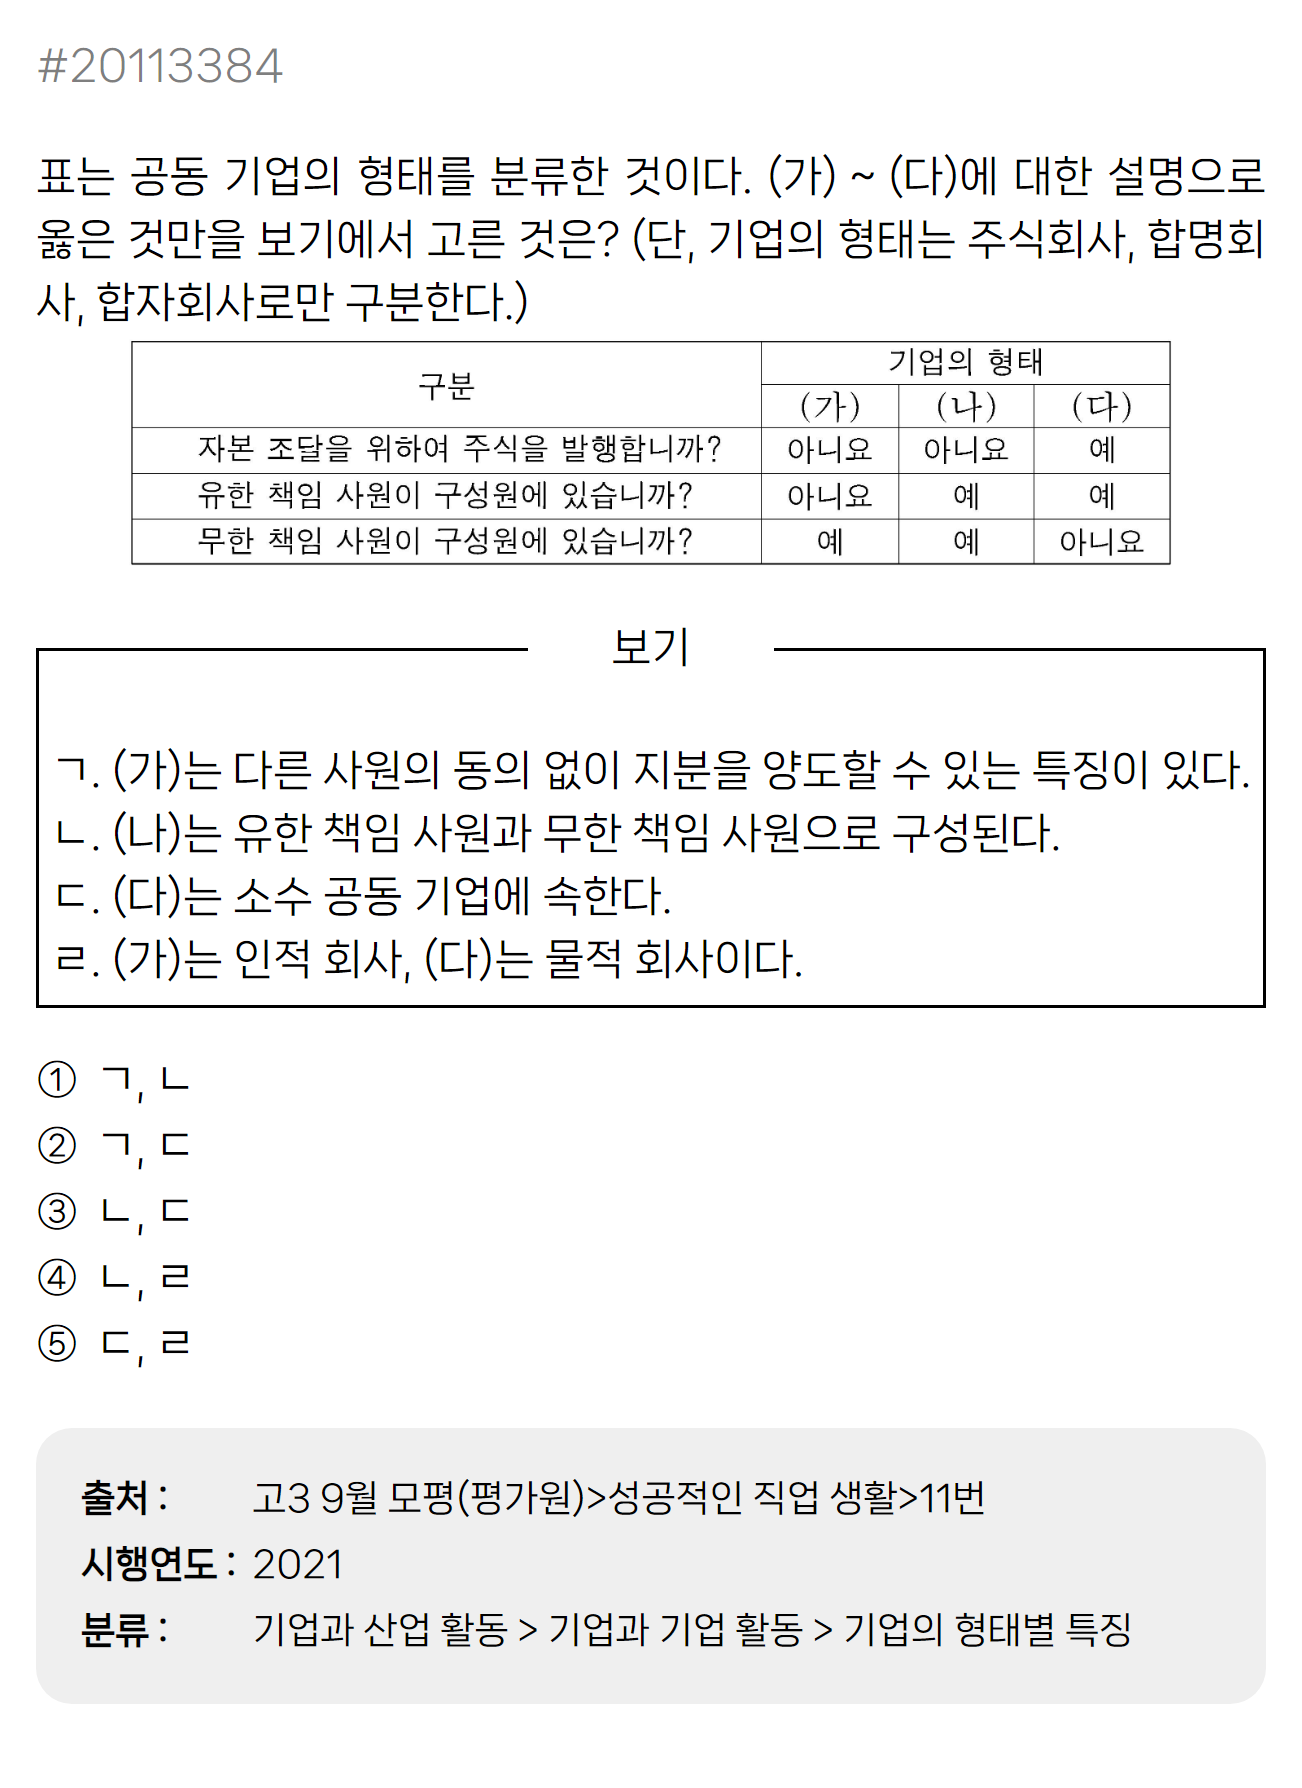 #20113384
표는 공동 기업의 형태를 분류한 것이다. (가) ~ (다)에 대한 설명으로
옳은 것만을 보기에서 고른 것은? (단, 기업의 형태는 주식회사, 합명회
사, 합자회사로만 구분한다.)
구분 기업의 형태
(가) (나) (다)
자본 조달을 위하여 주식을 발행합니까? 아니요 아니요 예
유한 책임 사원이 구성원에 있습니까? 아니요 예 예
무한 책임 사원이 구성원에 있습니까? 예 예 아니요
보기
ㄱ. (가)는 다른 사원의 동의 없이 지분을 양도할 수 있는 특징이 있다.
ㄴ. (나)는 유한 책임 사원과 무한 책임 사원으로 구성된다.
ㄷ. (다)는 소수 공동 기업에 속한다.
ㄹ. (가)는 인적 회사, (다)는 물적 회사이다.
① ㄱ, ㄴ
② ㄱ, ㄷ
③ ㄴ, ㄷ
④ ㄴ, ㄹ
⑤ ㄷ, ㄹ
출처 : 고3 9월 모평(평가원)>성공적인 직업 생활>11번
시행연도 : 2021
분류 : 기업과 산업 활동 > 기업과 기업 활동 > 기업의 형태별 특징